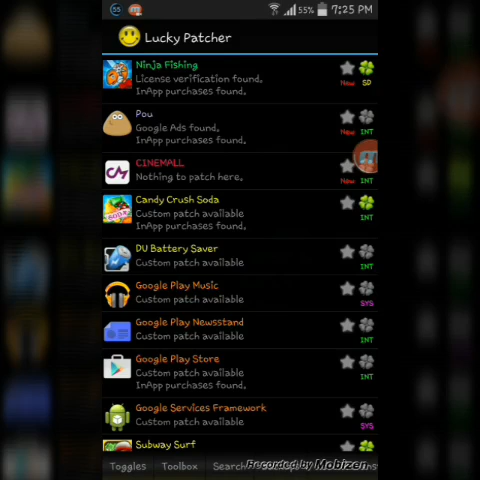 55
55%
7:25 PM
Lucky Patcher
Ninja Fishing
License verification found.
InApp purchases found.
New
SD
Pou
Google Ads found.
InApp purchases found.
New
INT
CINEMALL
Nothing to patch here.
New
INT
CM
Candy Crush Soda
Custom patch available
InApp purchases found.
INT
SODA
DU Battery Saver
Custom patch available
INT
Google Play Music
Custom patch available
SYS
Google Play Newsstand
Custom patch available
INT
Google Play Store
Custom patch available
InApp purchases found.
INT
Google Services Framework
Custom patch available
SYS
Subway Surf
Toggles
Toolbox
Search
Recorded by Mobizen